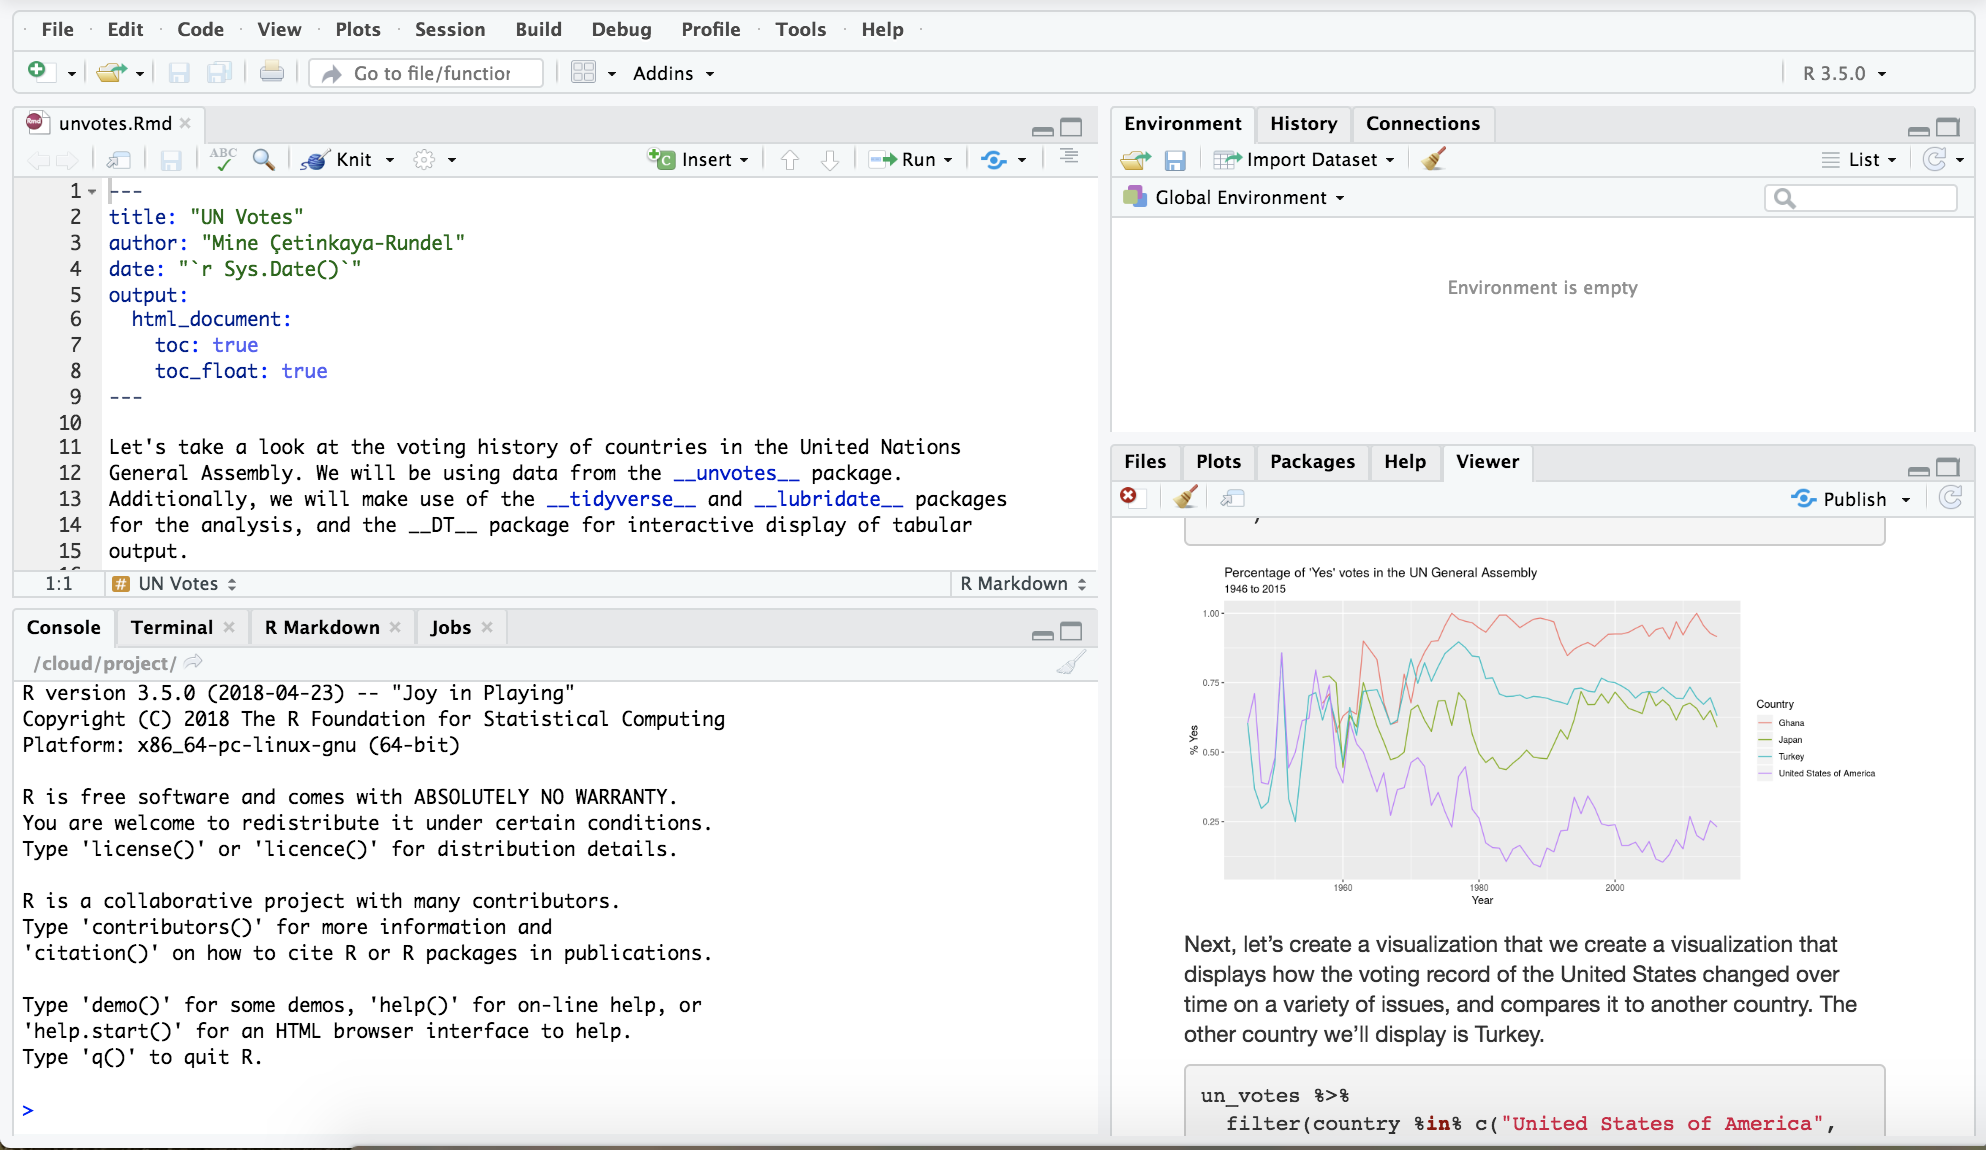 File Edit Code View Plots Session Build Debug Profile Tools Help
Go to file/function Addins R 3.5.0
unvotes.Rmd
ABC Knit Insert Run
1 ---
2 title: "UN Votes"
3 author: "Mine Çetinkaya-Rundel"
4 date: "`r Sys.Date()`"
5 output:
6 html_document:
7 toc: true
8 toc_float: true
9 ---
10
11 Let's take a look at the voting history of countries in the United Nations
12 General Assembly. We will be using data from the __unvotes__ package.
13 Additionally, we will make use of the __tidyverse__ and __lubridate__ packages
14 for the analysis, and the __DT__ package for interactive display of tabular
15 output.
1:1 # UN Votes R Markdown
Console Terminal R Markdown Jobs
/cloud/project/
R version 3.5.0 (2018-04-23) -- "Joy in Playing"
Copyright (C) 2018 The R Foundation for Statistical Computing
Platform: x86_64-pc-linux-gnu (64-bit)
R is free software and comes with ABSOLUTELY NO WARRANTY.
You are welcome to redistribute it under certain conditions.
Type 'license()' or 'licence()' for distribution details.
R is a collaborative project with many contributors.
Type 'contributors()' for more information and
'citation()' on how to cite R or R packages in publications.
Type 'demo()' for some demos, 'help()' for on-line help, or
'help.start()' for an HTML browser interface to help.
Type 'q()' to quit R.
>
Environment History Connections
Import Dataset List
Global Environment
Environment is empty
Files Plots Packages Help Viewer
Publish
Percentage of 'Yes' votes in the UN General Assembly
1946 to 2015
1.00
0.75
0.50
0.25
% Yes
1960 1980 2000
Year
Country
Ghana
Japan
Turkey
United States of America
Next, let’s create a visualization that we create a visualization that
displays how the voting record of the United States changed over
time on a variety of issues, and compares it to another country. The
other country we’ll display is Turkey.
un_votes %>%
filter(country %in% c("United States of America",